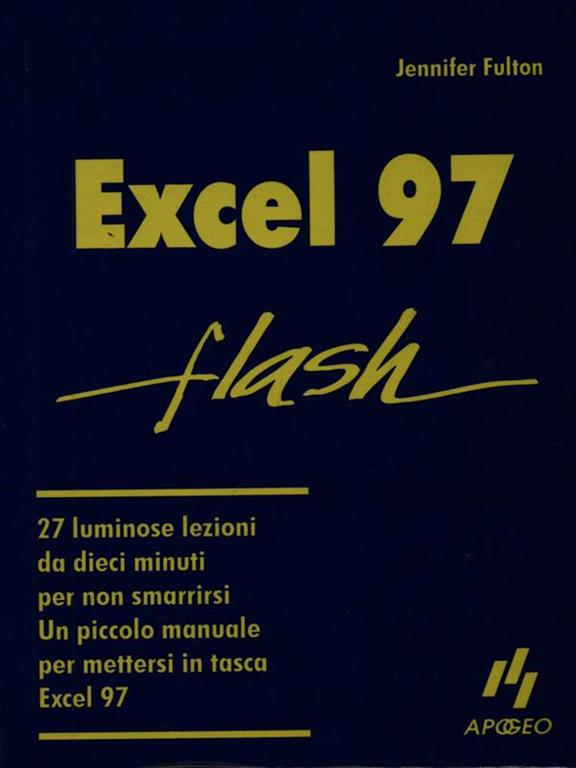 Jennifer Fulton
Excel 97
flash
27 luminose lezioni
da dieci minuti
per non smarrirsi
Un piccolo manuale
per mettersi in tasca
Excel 97
APOGEO